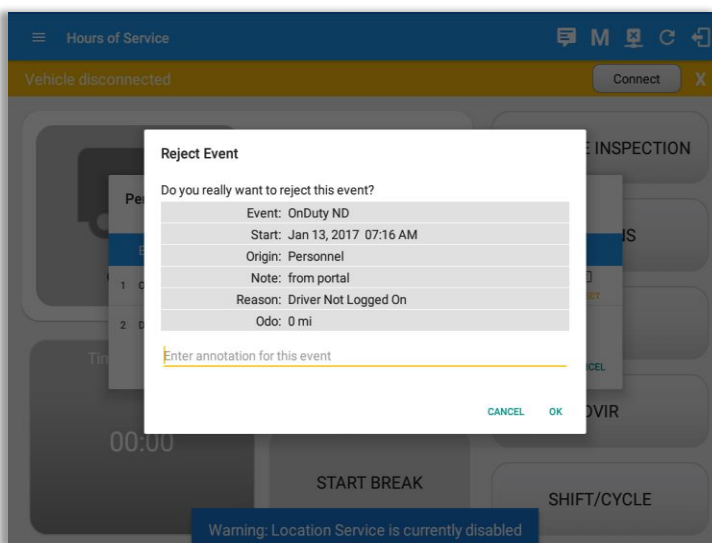 Hours of Service
M
Vehicle disconnected
Connect
X
INSPECTION
Reject Event
Do you really want to reject this event?
Event: OnDuty ND
Start: Jan 13, 2017 07:16 AM
Origin: Personnel
Note: from portal
Reason: Driver Not Logged On
Odo: 0 mi
Enter annotation for this event
CANCEL OK
1
2
00:00
START BREAK
SHIFT/CYCLE
Warning: Location Service is currently disabled